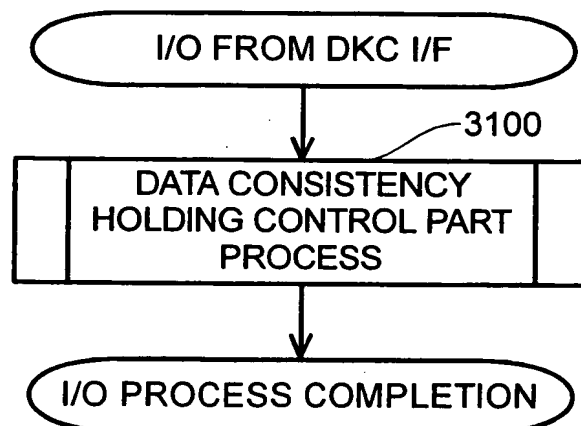 I/O FROM DKC I/F
3100
DATA CONSISTENCY
HOLDING CONTROL PART
PROCESS
I/O PROCESS COMPLETION